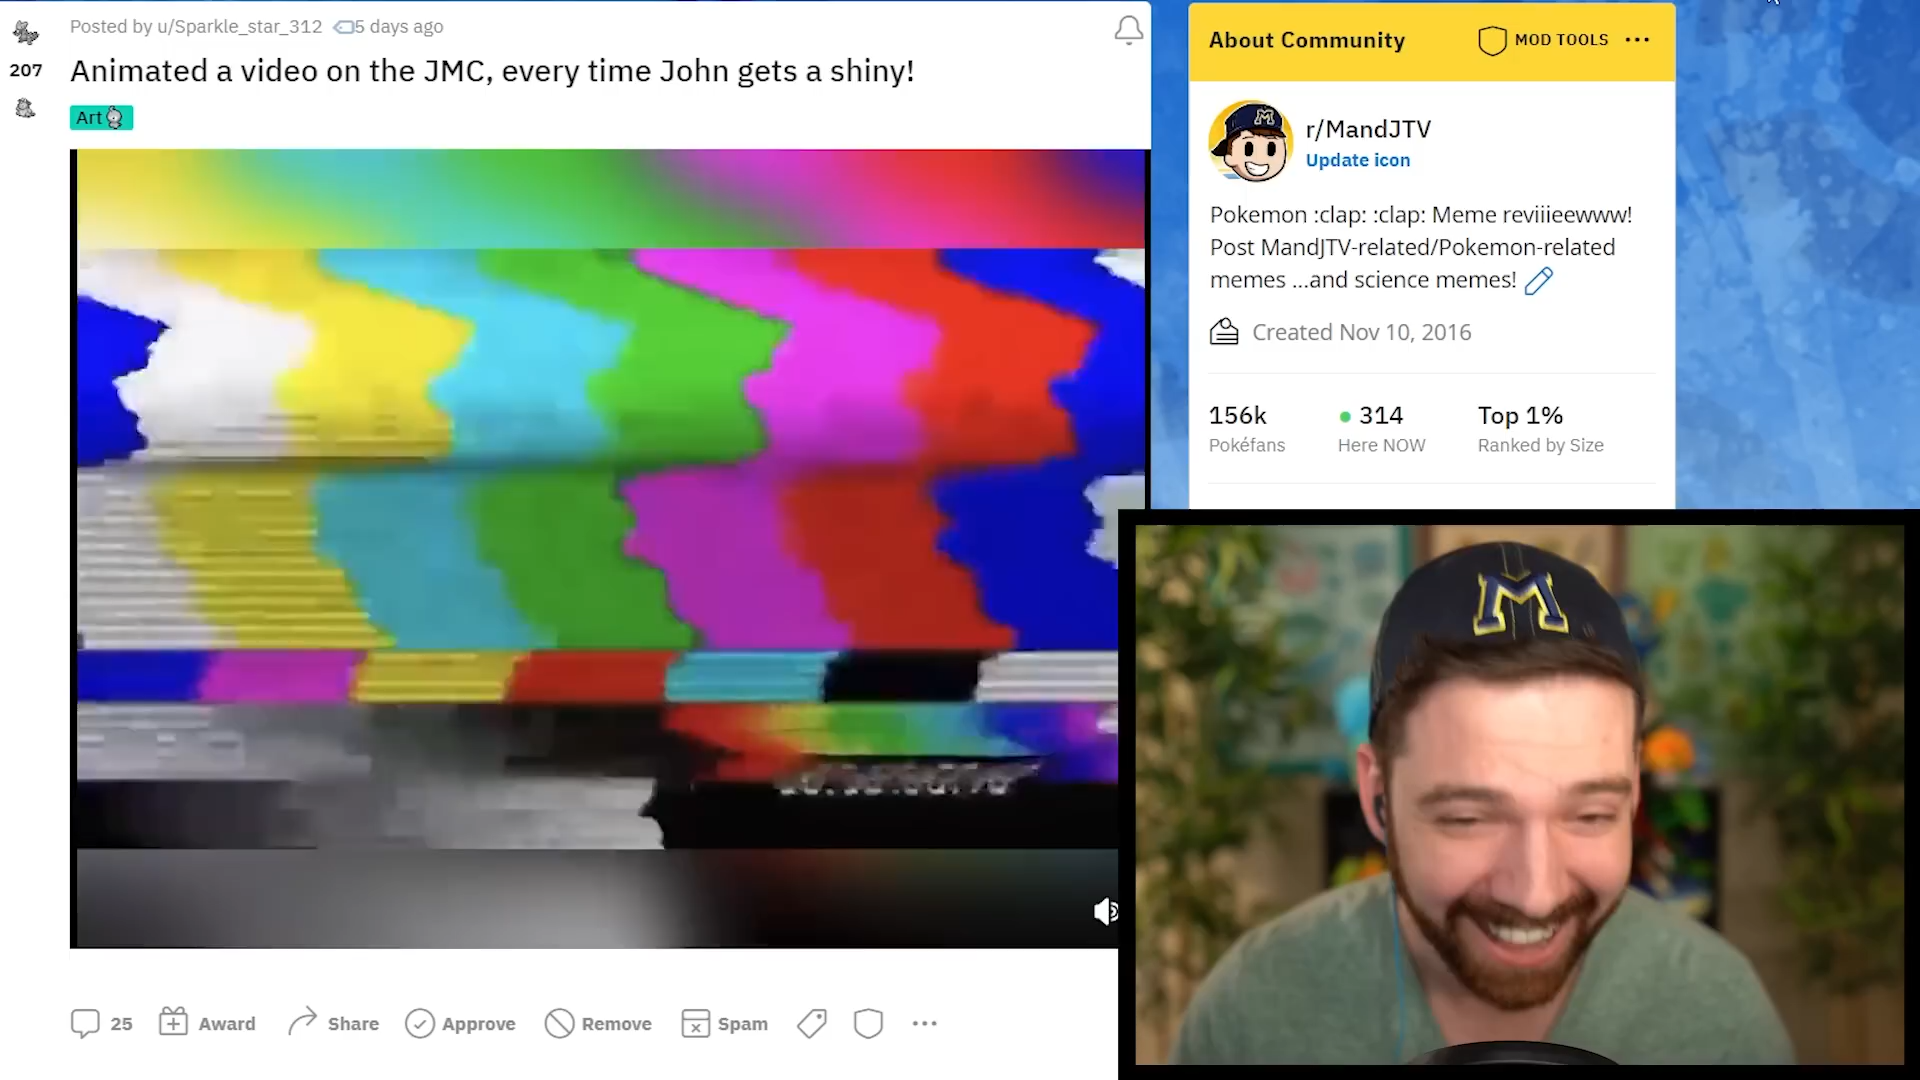 Posted by u/Sparkle_star_312 5 days ago
207
Animated a video on the JMC, every time John gets a shiny!
Art
25
Award
Share
Approve
Remove
Spam
About Community
MOD TOOLS
M
r/MandJTV
Update icon
Pokemon :clap: :clap: Meme reviiieewww!
Post MandJTV-related/Pokemon-related
memes ...and science memes!
Created Nov 10, 2016
156k
Pokéfans
314
Here NOW
Top 1%
Ranked by Size
M